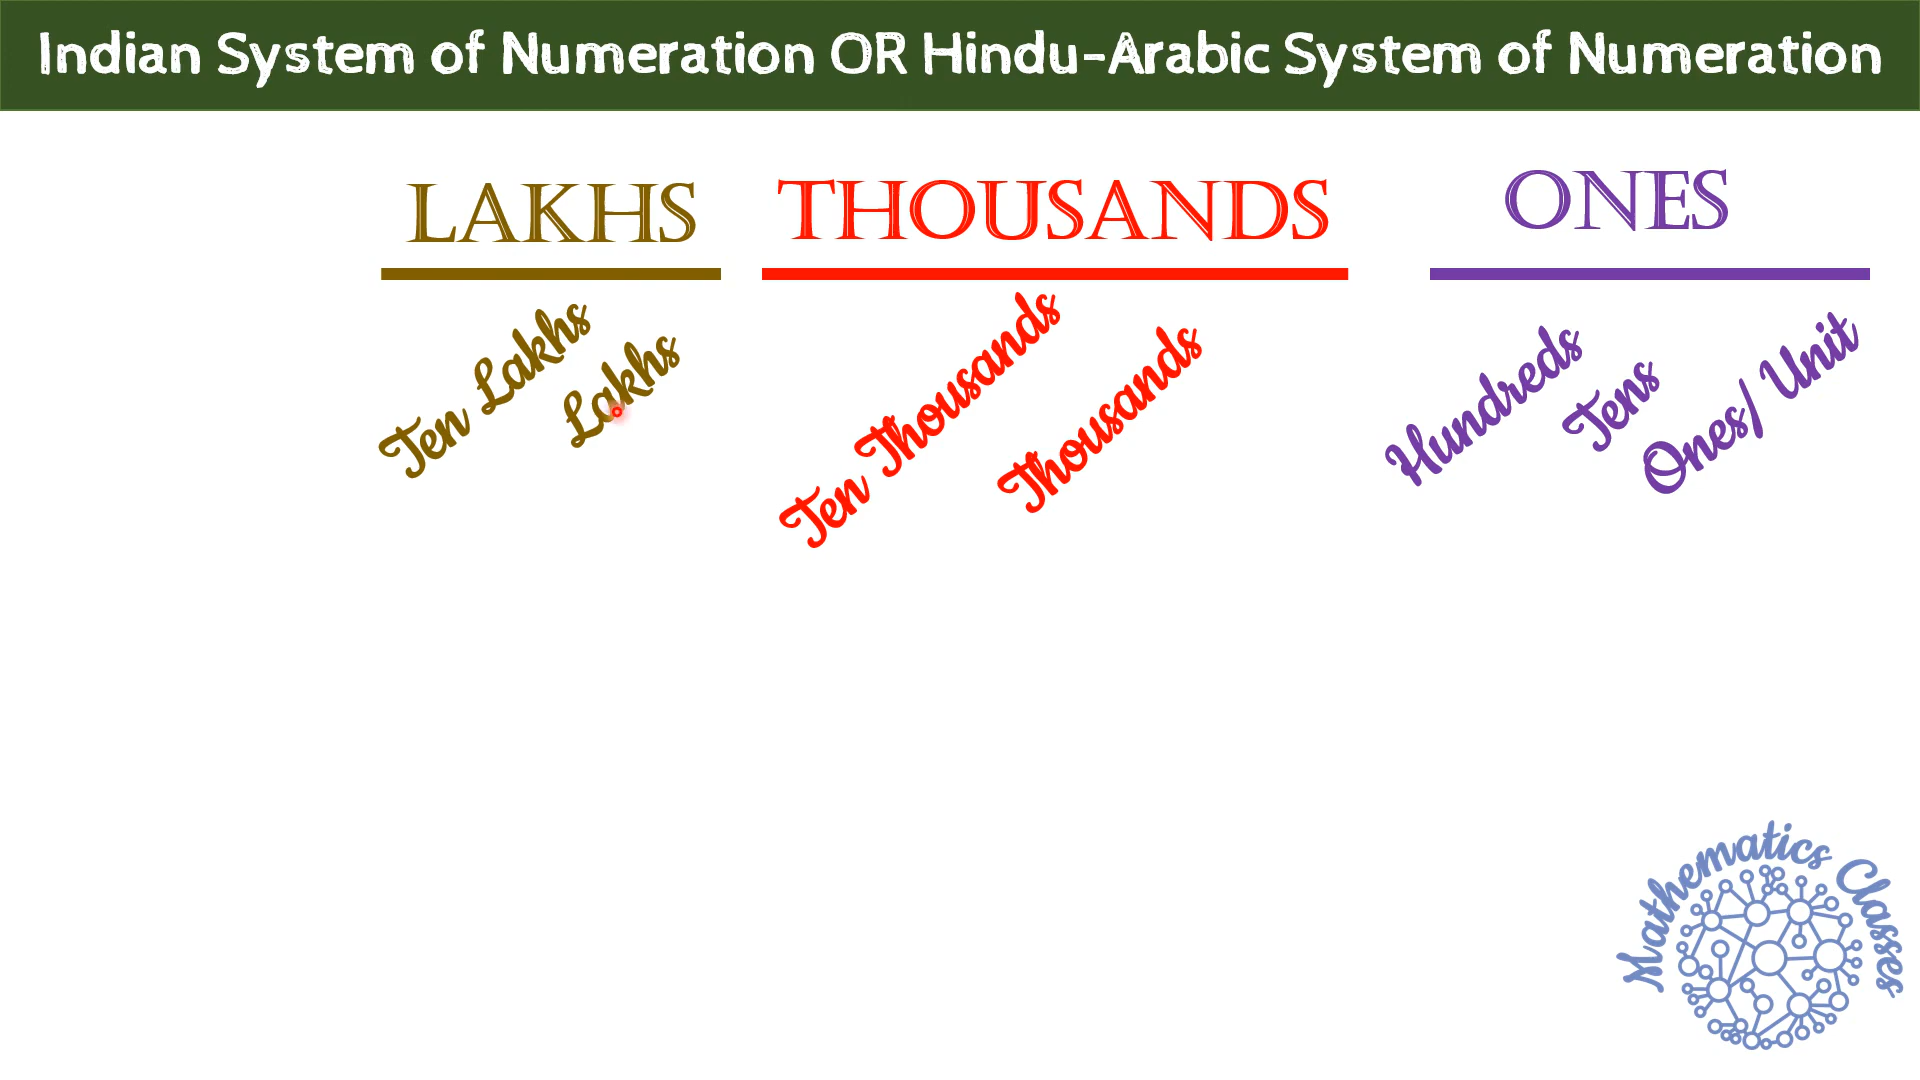 Indian System of Numeration OR Hindu-Arabic System of Numeration
LAKHS THOUSANDS ONES
Ten Lakhs
Lakhs
Ten Thousands
Thousands
Hundreds
Tens
Ones/ Unit
Mathematics Classes